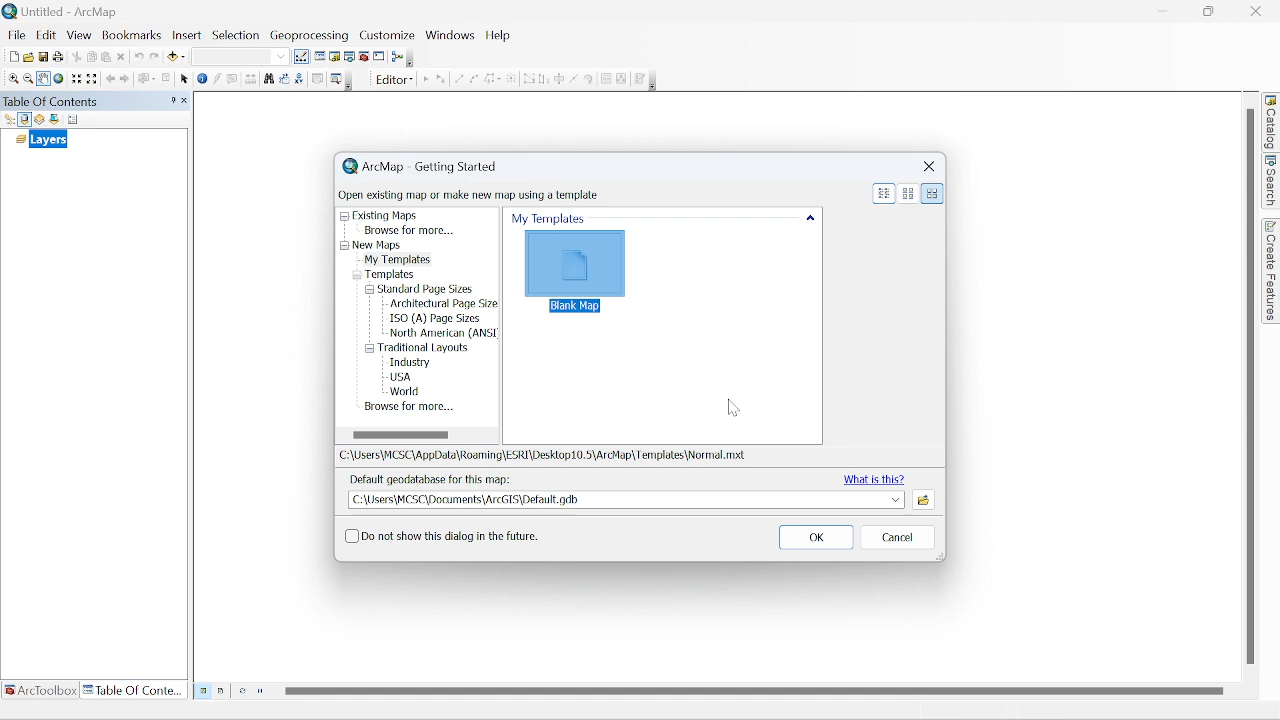 Untitled - ArcMap
File Edit View Bookmarks Insert Selection Geoprocessing Customize Windows Help
Editor
Table Of Contents
Layers
ArcMap - Getting Started
Open existing map or make new map using a template
Existing Maps
Browse for more...
New Maps
My Templates
Templates
Standard Page Sizes
Architectural Page Size
ISO (A) Page Sizes
North American (ANSI
Traditional Layouts
Industry
USA
World
Browse for more...
My Templates
Blank Map
C:\Users\MCSC\AppData\Roaming\ESRI\Desktop10.5\ArcMap\Templates\Normal.mxt
Default geodatabase for this map:
What is this?
C:\Users\MCSC\Documents\ArcGIS\Default.gdb
Do not show this dialog in the future.
OK
Cancel
Catalog
Search
Create Features
ArcToolbox
Table Of Conte...